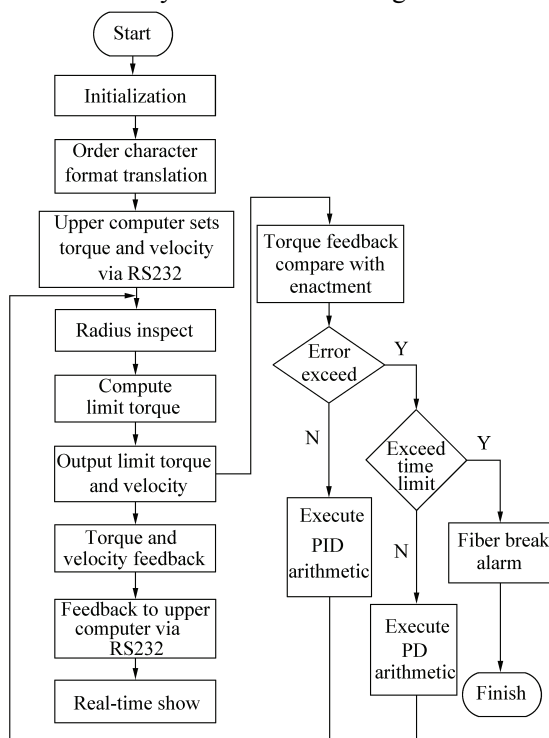 Start
Initialization
Order character
format translation
Upper computer sets
torque and velocity
via RS232
Radius inspect
Compute
limit torque
Output limit torque
and velocity
Torque and
velocity feedback
Feedback to upper
computer via
RS232
Real-time show
Torque feedback
compare with
enactment
Error
exceed
Y
N
Exceed
time
limit
Y
N
Execute
PID
arithmetic
Execute
PD
arithmetic
Fiber break
alarm
Finish